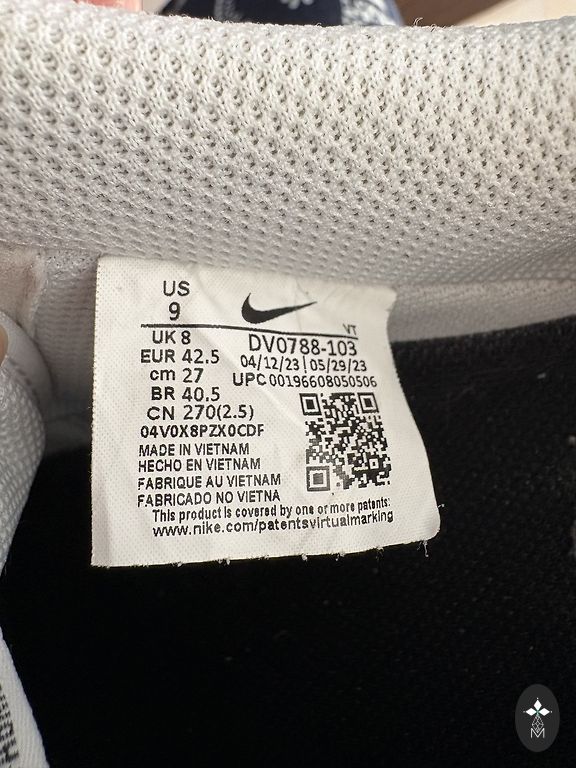 US
9
VT
UK 8
DV0788-103
EUR 42.5
04/12/23 | 05/29/23
cm 27
UPC 00196608050506
BR 40.5
CN 270(2.5)
04V0X8PZX0CDF
MADE IN VIETNAM
HECHO EN VIETNAM
FABRIQUE AU VIETNAM
FABRICADO NO VIETNA
This product is covered by one or more patents:
www.nike.com/patentsvirtualmarking
M